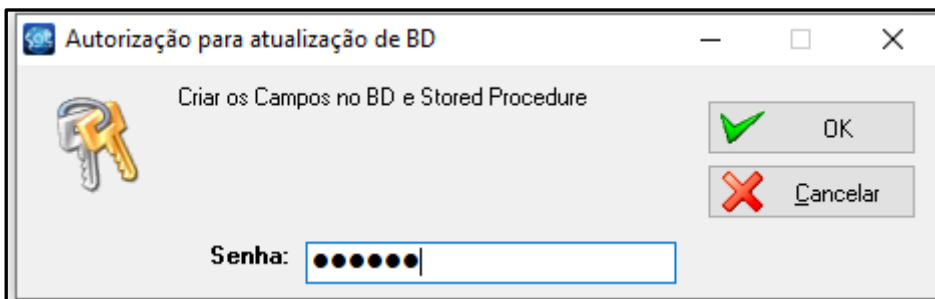 Autorização para atualização de BD
Criar os Campos no BD e Stored Procedure
OK
Cancelar
Senha: ●●●●●●